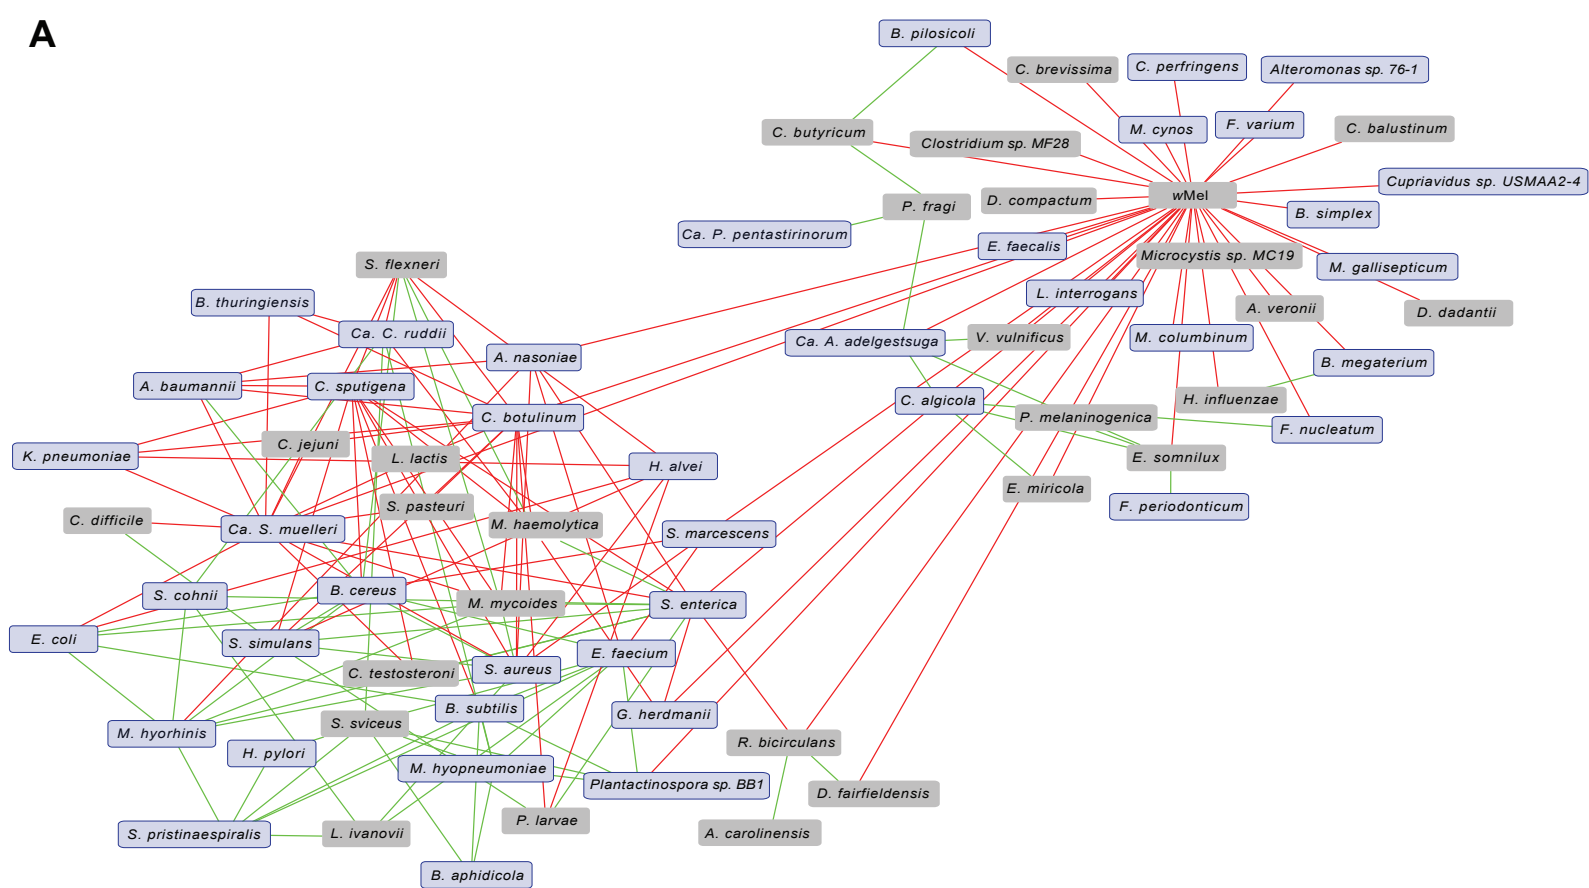 A
B. pilosicoli
C. brevissima
C. perfringens
Alteromonas sp. 76-1
C. butyricum
Clostridium sp. MF28
M. cynos
F. varium
C. balustinum
Cupriavidus sp. USMAA2-4
D. compactum
wMel
P. fragi
B. simplex
Ca. P. pentastirinorum
E. faecalis
Microcystis sp. MC19
M. gallisepticum
S. flexneri
L. interrogans
B. thuringiensis
A. veronii
D. dadantii
Ca. C. ruddii
Ca. A. adelgestsuga
V. vulnificus
M. columbinum
A. nasoniae
B. megaterium
A. baumannii
C. sputigena
C. algicola
H. influenzae
C. botulinum
P. melaninogenica
F. nucleatum
C. jejuni
K. pneumoniae
L. lactis
E. somnilux
H. alvei
E. miricola
S. pasteuri
F. periodonticum
C. difficile
Ca. S. muelleri
M. haemolytica
S. marcescens
S. cohnii
B. cereus
M. mycoides
S. enterica
E. coli
S. simulans
E. faecium
C. testosteroni
S. aureus
B. subtilis
G. herdmanii
S. sviceus
M. hyorhinis
R. bicirculans
H. pylori
M. hyopneumoniae
Plantactinospora sp. BB1
D. fairfieldensis
P. larvae
S. pristinaespiralis
L. ivanovii
A. carolinensis
B. aphidicola